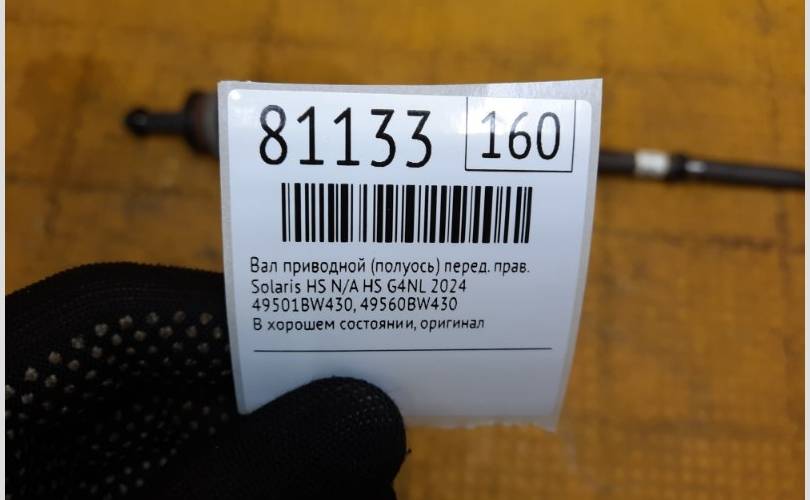 81133 160
Вал приводной (полуось) перед. прав.
Solaris HS N/A HS G4NL 2024
49501BW430, 49560BW430
В хорошем состоянии, оригинал